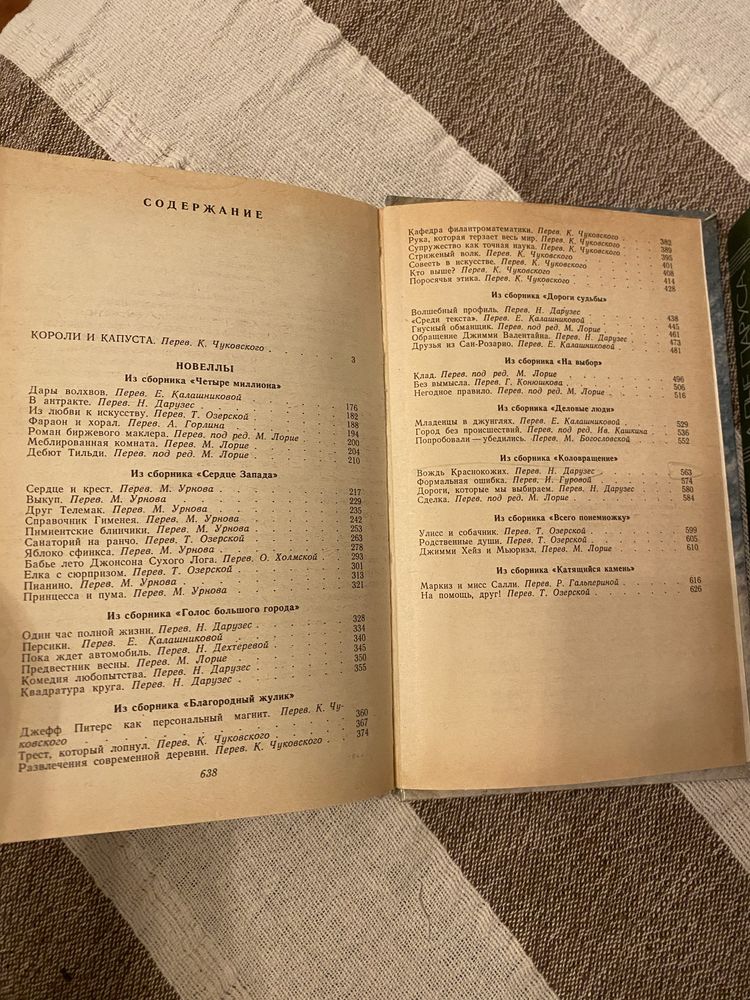 СОДЕРЖАНИЕ
КОРОЛИ И КАПУСТА. Перев. К. Чуковского . 3
НОВЕЛЛЫ
Из сборника «Четыре миллиона»
Дары волхвов. Перев. Е. Калашниковой
В антракте. Перев. Н. Дарузес . 176
Из любви к искусству. Перев. Т. Озерской . 182
Фараон и хорал. Перев. А. Горлина . 188
Роман биржевого маклера. Перев. под ред. М. Лорие . 194
Меблированная комната. Перев. М. Лорие . 200
Дебют Тильди. Перев. под ред. М. Лорие . 204
210
Из сборника «Сердце Запада»
Сердце и крест. Перев. М. Урнова . 217
Выкуп. Перев. М. Урнова . 229
Друг Телемак. Перев. М. Урнова . 235
Справочник Гименея. Перев. М. Урнова . 242
Пимиентские блинчики. Перев. М. Урнова . 253
Санаторий на ранчо. Перев. Т. Озерской . 263
Яблоко сфинкса. Перев. М. Урнова . 278
Бабье лето Джонсона Сухого Лога. Перев. О. Холмской . 293
Елка с сюрпризом. Перев. Т. Озерской . 301
Пианино. Перев. М. Урнова . 313
Принцесса и пума. Перев. М. Урнова . 321
Из сборника «Голос большого города»
Один час полной жизни. Перев. Н. Дарузес . 328
Персики. Перев. Е. Калашниковой . 334
Пока ждет автомобиль. Перев. Н. Дехтеревой . 340
Предвестник весны. Перев. М. Лорие . 345
Комедия любопытства. Перев. Н. Дарузес . 350
Квадратура круга. Перев. Н. Дарузес . 355
Из сборника «Благородный жулик»
Джефф Питерс как персональный магнит. Перев. К. Чу-
ковского . 360
Трест, который лопнул. Перев. К. Чуковского . 367
Развлечения современной деревни. Перев. К. Чуковского . 374
638
Кафедра филантроматематики. Перев. К. Чуковского . 382
Рука, которая терзает весь мир. Перев. К. Чуковского . 389
Супружество как точная наука. Перев. К. Чуковского . 395
Стриженый волк. Перев. К. Чуковского . 401
Совесть в искусстве. Перев. К. Чуковского . 408
Кто выше? Перев. К. Чуковского . 414
Поросячья этика. Перев. К. Чуковского . 428
Из сборника «Дороги судьбы»
Волшебный профиль. Перев. Н. Дарузес . 438
«Среди текста». Перев. Е. Калашниковой . 445
Гнусный обманщик. Перев. под ред. М. Лорие . 461
Обращение Джимми Валентайна. Перев. Н. Дарузес . 473
Друзья из Сан-Розарио. Перев. Е. Калашниковой . 481
Из сборника «На выбор»
Клад. Перев. под ред. М. Лорие . 496
Без вымысла. Перев. Г. Конюшкова . 506
Негодное правило. Перев. под ред. М. Лорие . 516
Из сборника «Деловые люди»
Младенцы в джунглях. Перев. Е. Калашниковой . 529
Город без происшествий. Перев. под ред. Ив. Кашкина . 536
Попробовали — убедились. Перев. М. Богословской . 552
Из сборника «Коловращение»
Вождь Краснокожих. Перев. Н. Дарузес . 563
Формальная ошибка. Перев. Н. Гуровой . 574
Дороги, которые мы выбираем. Перев. Н. Дарузес . 580
Сделка. Перев. под ред. М. Лорие . 584
Из сборника «Всего понемножку»
Улисс и собачник. Перев. Т. Озерской . 599
Родственные души. Перев. Т. Озерской . 605
Джимми Хейз и Мьюриэл. Перев. М. Лорие . 610
Из сборника «Катящийся камень»
Маркиз и мисс Салли. Перев. Р. Гальпериной . 616
На помощь, друг! Перев. Т. Озерской . 626